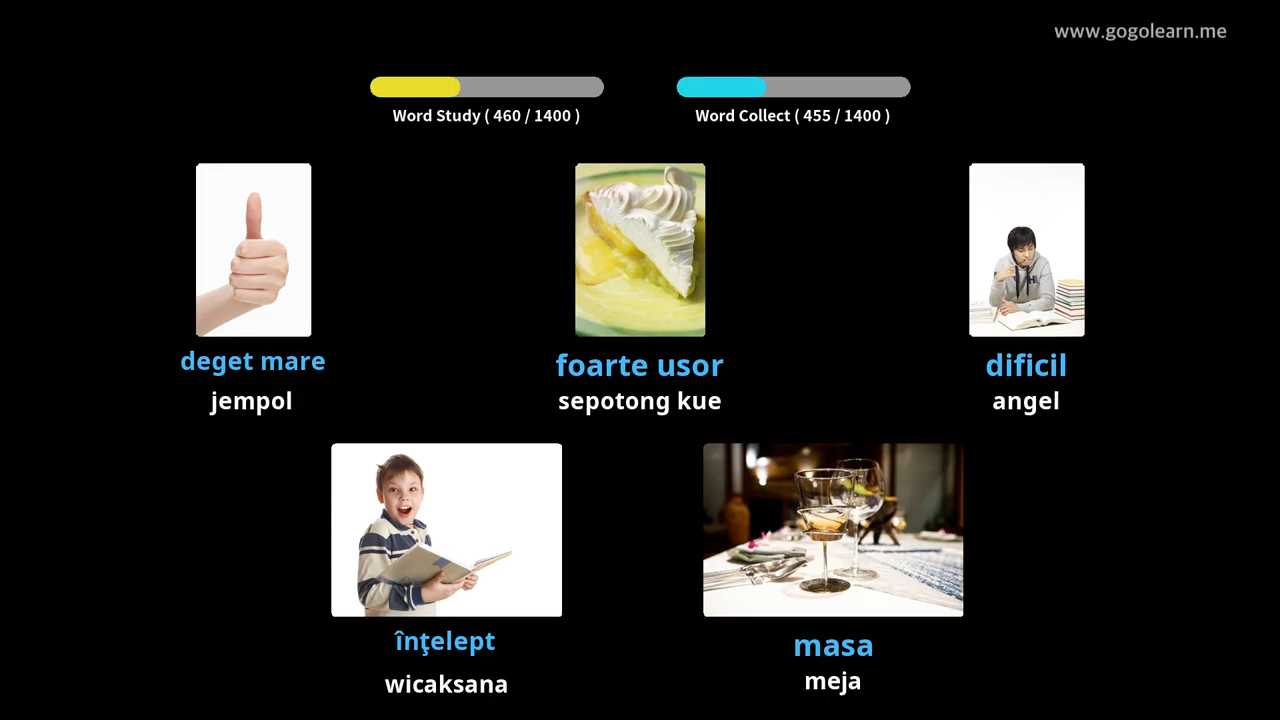 www.gogolearn.me
Word Study ( 460 / 1400 )
Word Collect ( 455 / 1400 )
deget mare
jempol
foarte usor
sepotong kue
dificil
angel
înţelept
wicaksana
masa
meja